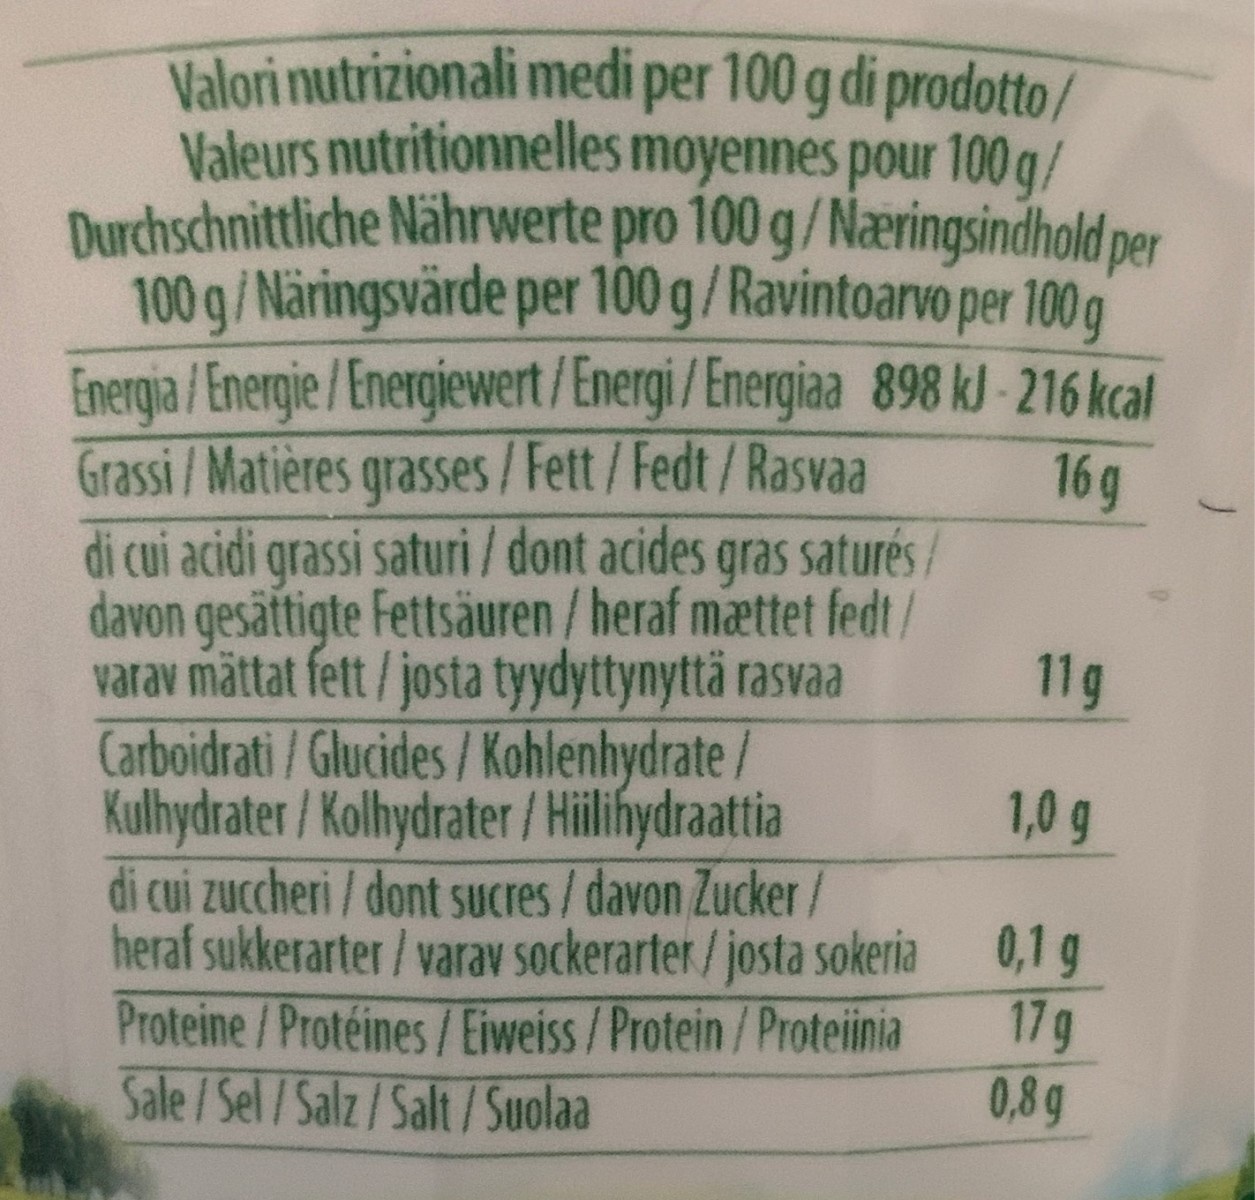 Valori nutrizionali medi per 100 g di prodotto /
Valeurs nutritionnelles moyennes pour 100 g /
Durchschnittliche Nährwerte pro 100 g / Næringsindhold per
100 g / Näringsvärde per 100 g / Ravintoarvo per 100 g
Energia / Energie / Energiewert / Energi / Energiaa 898 kJ - 216 kcal
Grassi / Matières grasses / Fett / Fedt / Rasvaa 16 g
di cui acidi grassi saturi / dont acides gras saturés /
davon gesättigte Fettsäuren / heraf mættet fedt /
varav mättat fett / josta tyydyttynyttä rasvaa 11 g
Carboidrati / Glucides / Kohlenhydrate /
Kulhydrater / Kolhydrater / Hiilihydraattia 1,0 g
di cui zuccheri / dont sucres / davon Zucker /
heraf sukkerarter / varav sockerarter / josta sokeria 0,1 g
Proteine / Protéines / Eiweiss / Protein / Proteiinia 17 g
Sale / Sel / Salz / Salt / Suolaa 0,8 g